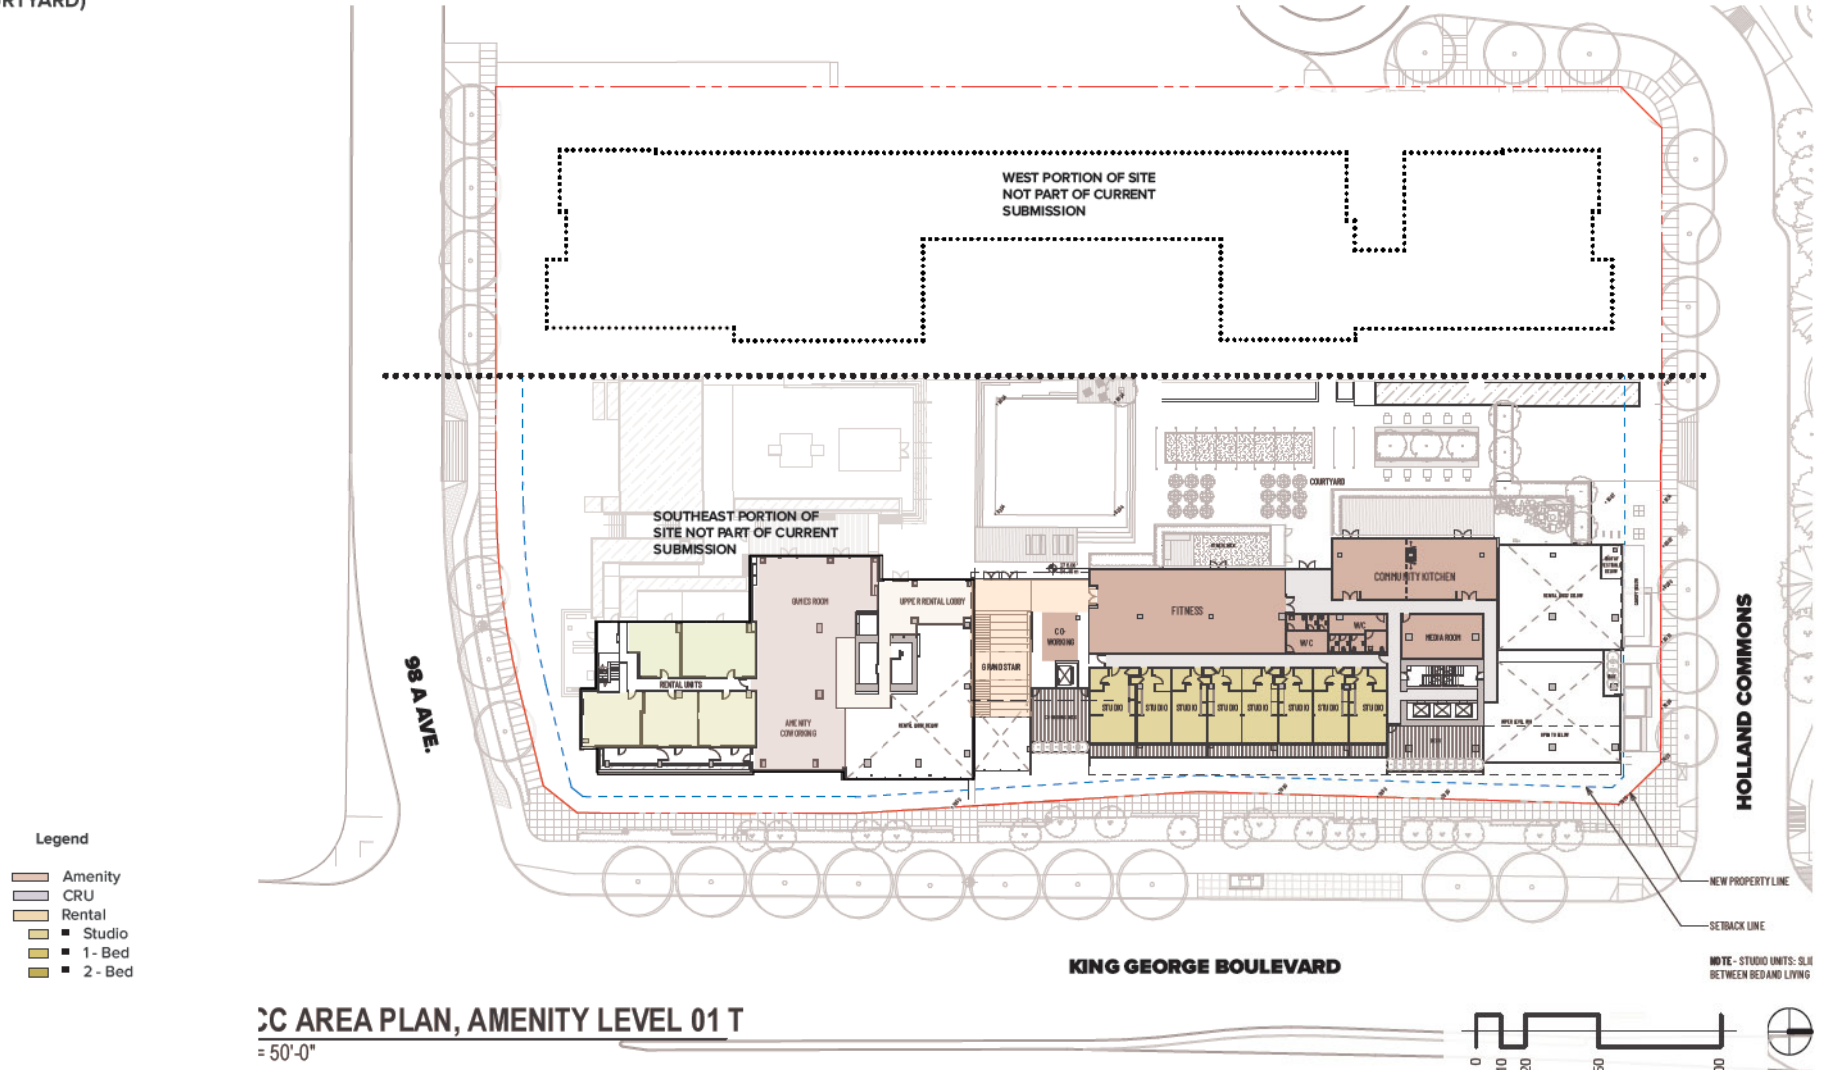 WEST PORTION OF SITE
NOT PART OF CURRENT
SUBMISSION
COURTYARD
SOUTHEAST PORTION OF
SITE NOT PART OF CURRENT
SUBMISSION
GAMES ROOM
UPPER RENTAL LOBBY
CO-
WORKING
FITNESS
COMMUNITY KITCHEN
W/C
W/C
MEDIA ROOM
GRAND STAIR
RENTAL UNITS
AMENITY
COWORKING
STUDIO
STUDIO
STUDIO
STUDIO
STUDIO
STUDIO
STUDIO
STUDIO
OPEN TO BELOW
98 A AVE.
HOLLAND COMMONS
KING GEORGE BOULEVARD
NEW PROPERTY LINE
SETBACK LINE
NOTE - STUDIO UNITS:
BETWEEN BED AND LIVING
Legend
Amenity
CRU
Rental
Studio
1 - Bed
2 - Bed
CC AREA PLAN, AMENITY LEVEL 01 T
= 50'-0"
0
10
20
50